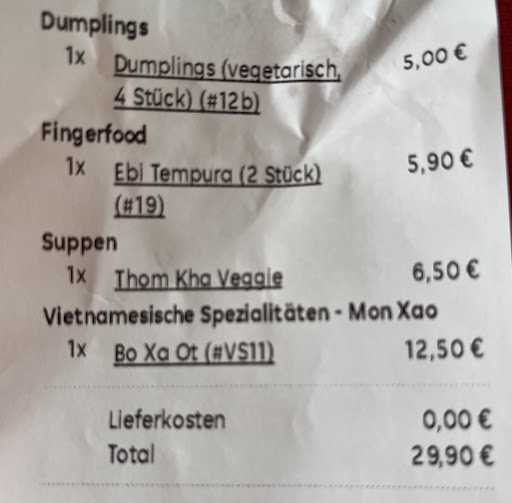 Dumplings
1x Dumplings (vegetarisch, 5,00 €
4 Stück) (#12b)
Fingerfood
1x Ebi Tempura (2 Stück) 5,90 €
(#19)
Suppen
1x Thom Kha Veggie 6,50 €
Vietnamesische Spezialitäten - Mon Xao
1x Bo Xa Ot (#VS11) 12,50 €
Lieferkosten 0,00 €
Total 29,90 €